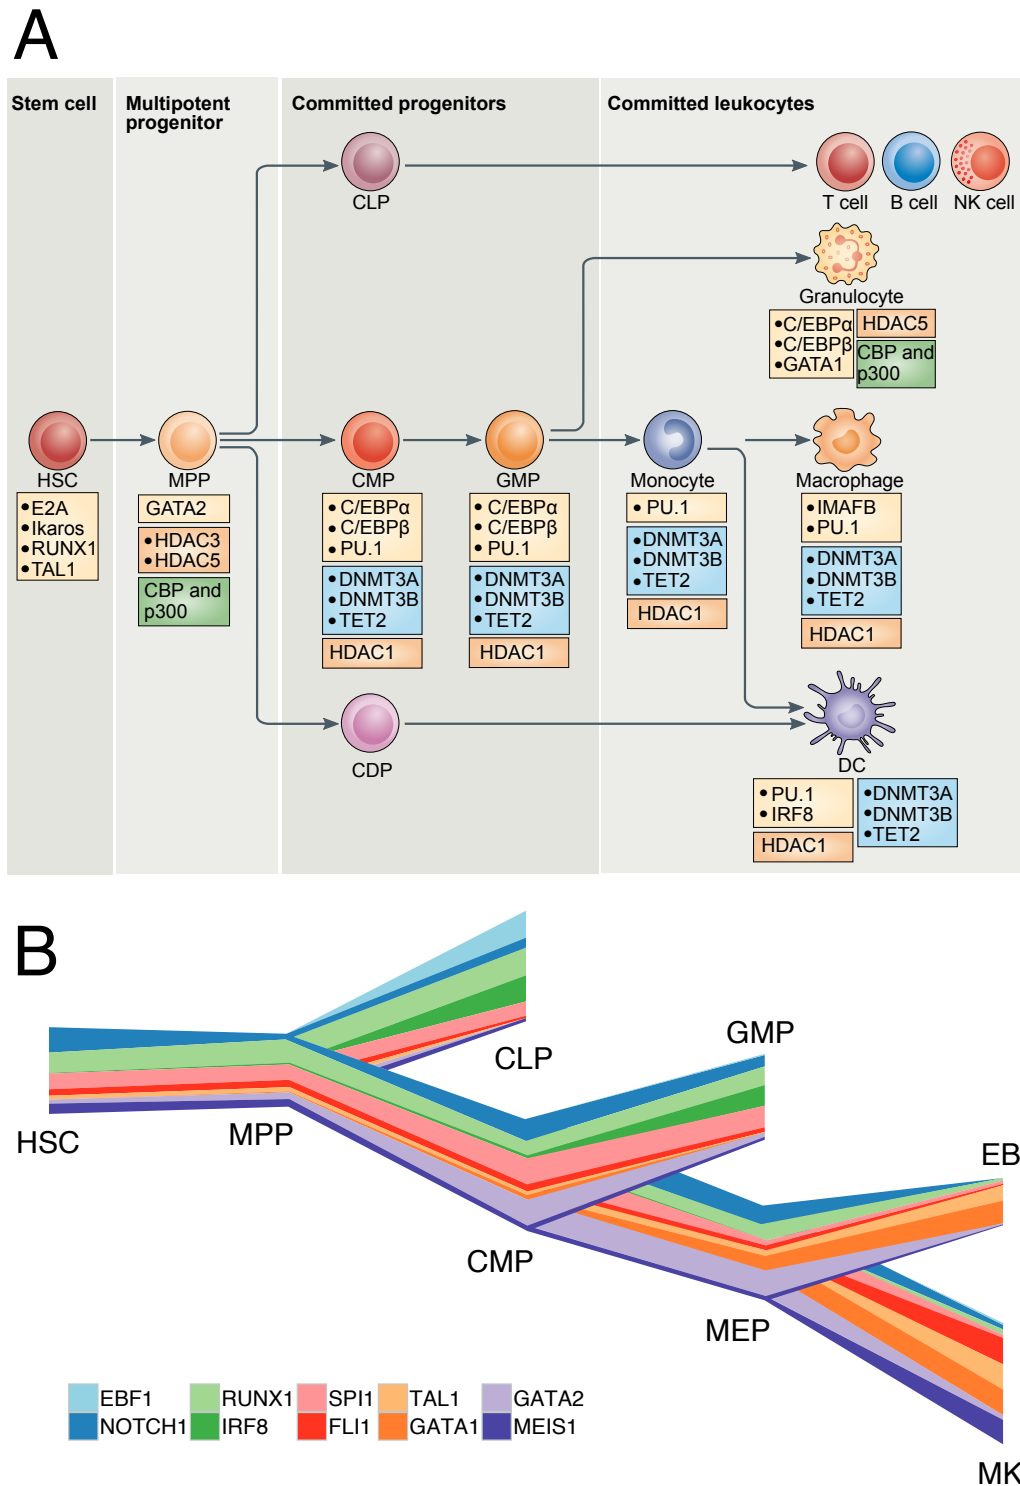 A
Stem cell
Multipotent
progenitor
Committed progenitors
Committed leukocytes
CLP
T cell
B cell
NK cell
Granulocyte
•C/EBPα
•C/EBPβ
•GATA1
HDAC5
CBP and
p300
HSC
•E2A
•Ikaros
•RUNX1
•TAL1
MPP
GATA2
•HDAC3
•HDAC5
CBP and
p300
CMP
•C/EBPα
•C/EBPβ
•PU.1
•DNMT3A
•DNMT3B
•TET2
HDAC1
GMP
•C/EBPα
•C/EBPβ
•PU.1
•DNMT3A
•DNMT3B
•TET2
HDAC1
Monocyte
•PU.1
•DNMT3A
•DNMT3B
•TET2
HDAC1
Macrophage
•IMAFB
•PU.1
•DNMT3A
•DNMT3B
•TET2
HDAC1
CDP
DC
•PU.1
•IRF8
HDAC1
•DNMT3A
•DNMT3B
•TET2
B
CLP
GMP
HSC
MPP
EB
CMP
MEP
MK
EBF1
RUNX1
SPI1
TAL1
GATA2
NOTCH1
IRF8
FLI1
GATA1
MEIS1